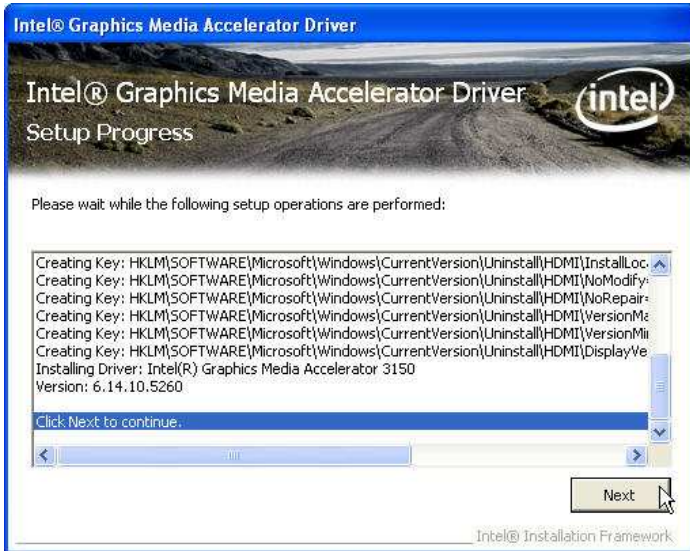 Intel® Graphics Media Accelerator Driver
Intel® Graphics Media Accelerator Driver
Setup Progress
intel
Please wait while the following setup operations are performed:
Creating Key: HKLM\SOFTWARE\Microsoft\Windows\CurrentVersion\Uninstall\HDMI\InstallLoc
Creating Key: HKLM\SOFTWARE\Microsoft\Windows\CurrentVersion\Uninstall\HDMI\NoModify=
Creating Key: HKLM\SOFTWARE\Microsoft\Windows\CurrentVersion\Uninstall\HDMI\NoRepair=
Creating Key: HKLM\SOFTWARE\Microsoft\Windows\CurrentVersion\Uninstall\HDMI\VersionMa
Creating Key: HKLM\SOFTWARE\Microsoft\Windows\CurrentVersion\Uninstall\HDMI\VersionMi
Creating Key: HKLM\SOFTWARE\Microsoft\Windows\CurrentVersion\Uninstall\HDMI\DisplayVe
Installing Driver: Intel(R) Graphics Media Accelerator 3150
Version: 6.14.10.5260
Click Next to continue.
Next
Intel® Installation Framework